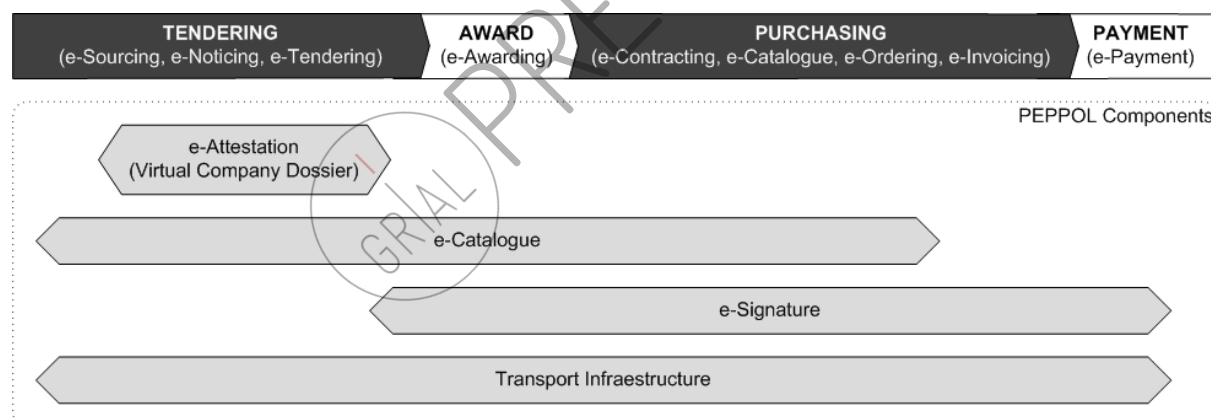 TENDERING
(e-Sourcing, e-Noticing, e-Tendering)
AWARD
(e-Awarding)
PURCHASING
(e-Contracting, e-Catalogue, e-Ordering, e-Invoicing)
PAYMENT
(e-Payment)
PEPPOL Components
e-Attestation
(Virtual Company Dossier)
e-Catalogue
e-Signature
Transport Infraestructure
GRIAL
PRE